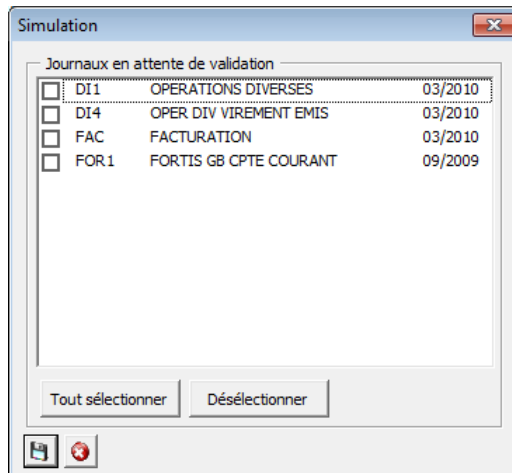 Simulation
Journaux en attente de validation
DI1 OPERATIONS DIVERSES 03/2010
DI4 OPER DIV VIREMENT EMIS 03/2010
FAC FACTURATION 03/2010
FOR1 FORTIS GB CPTE COURANT 09/2009
Tout sélectionner Désélectionner